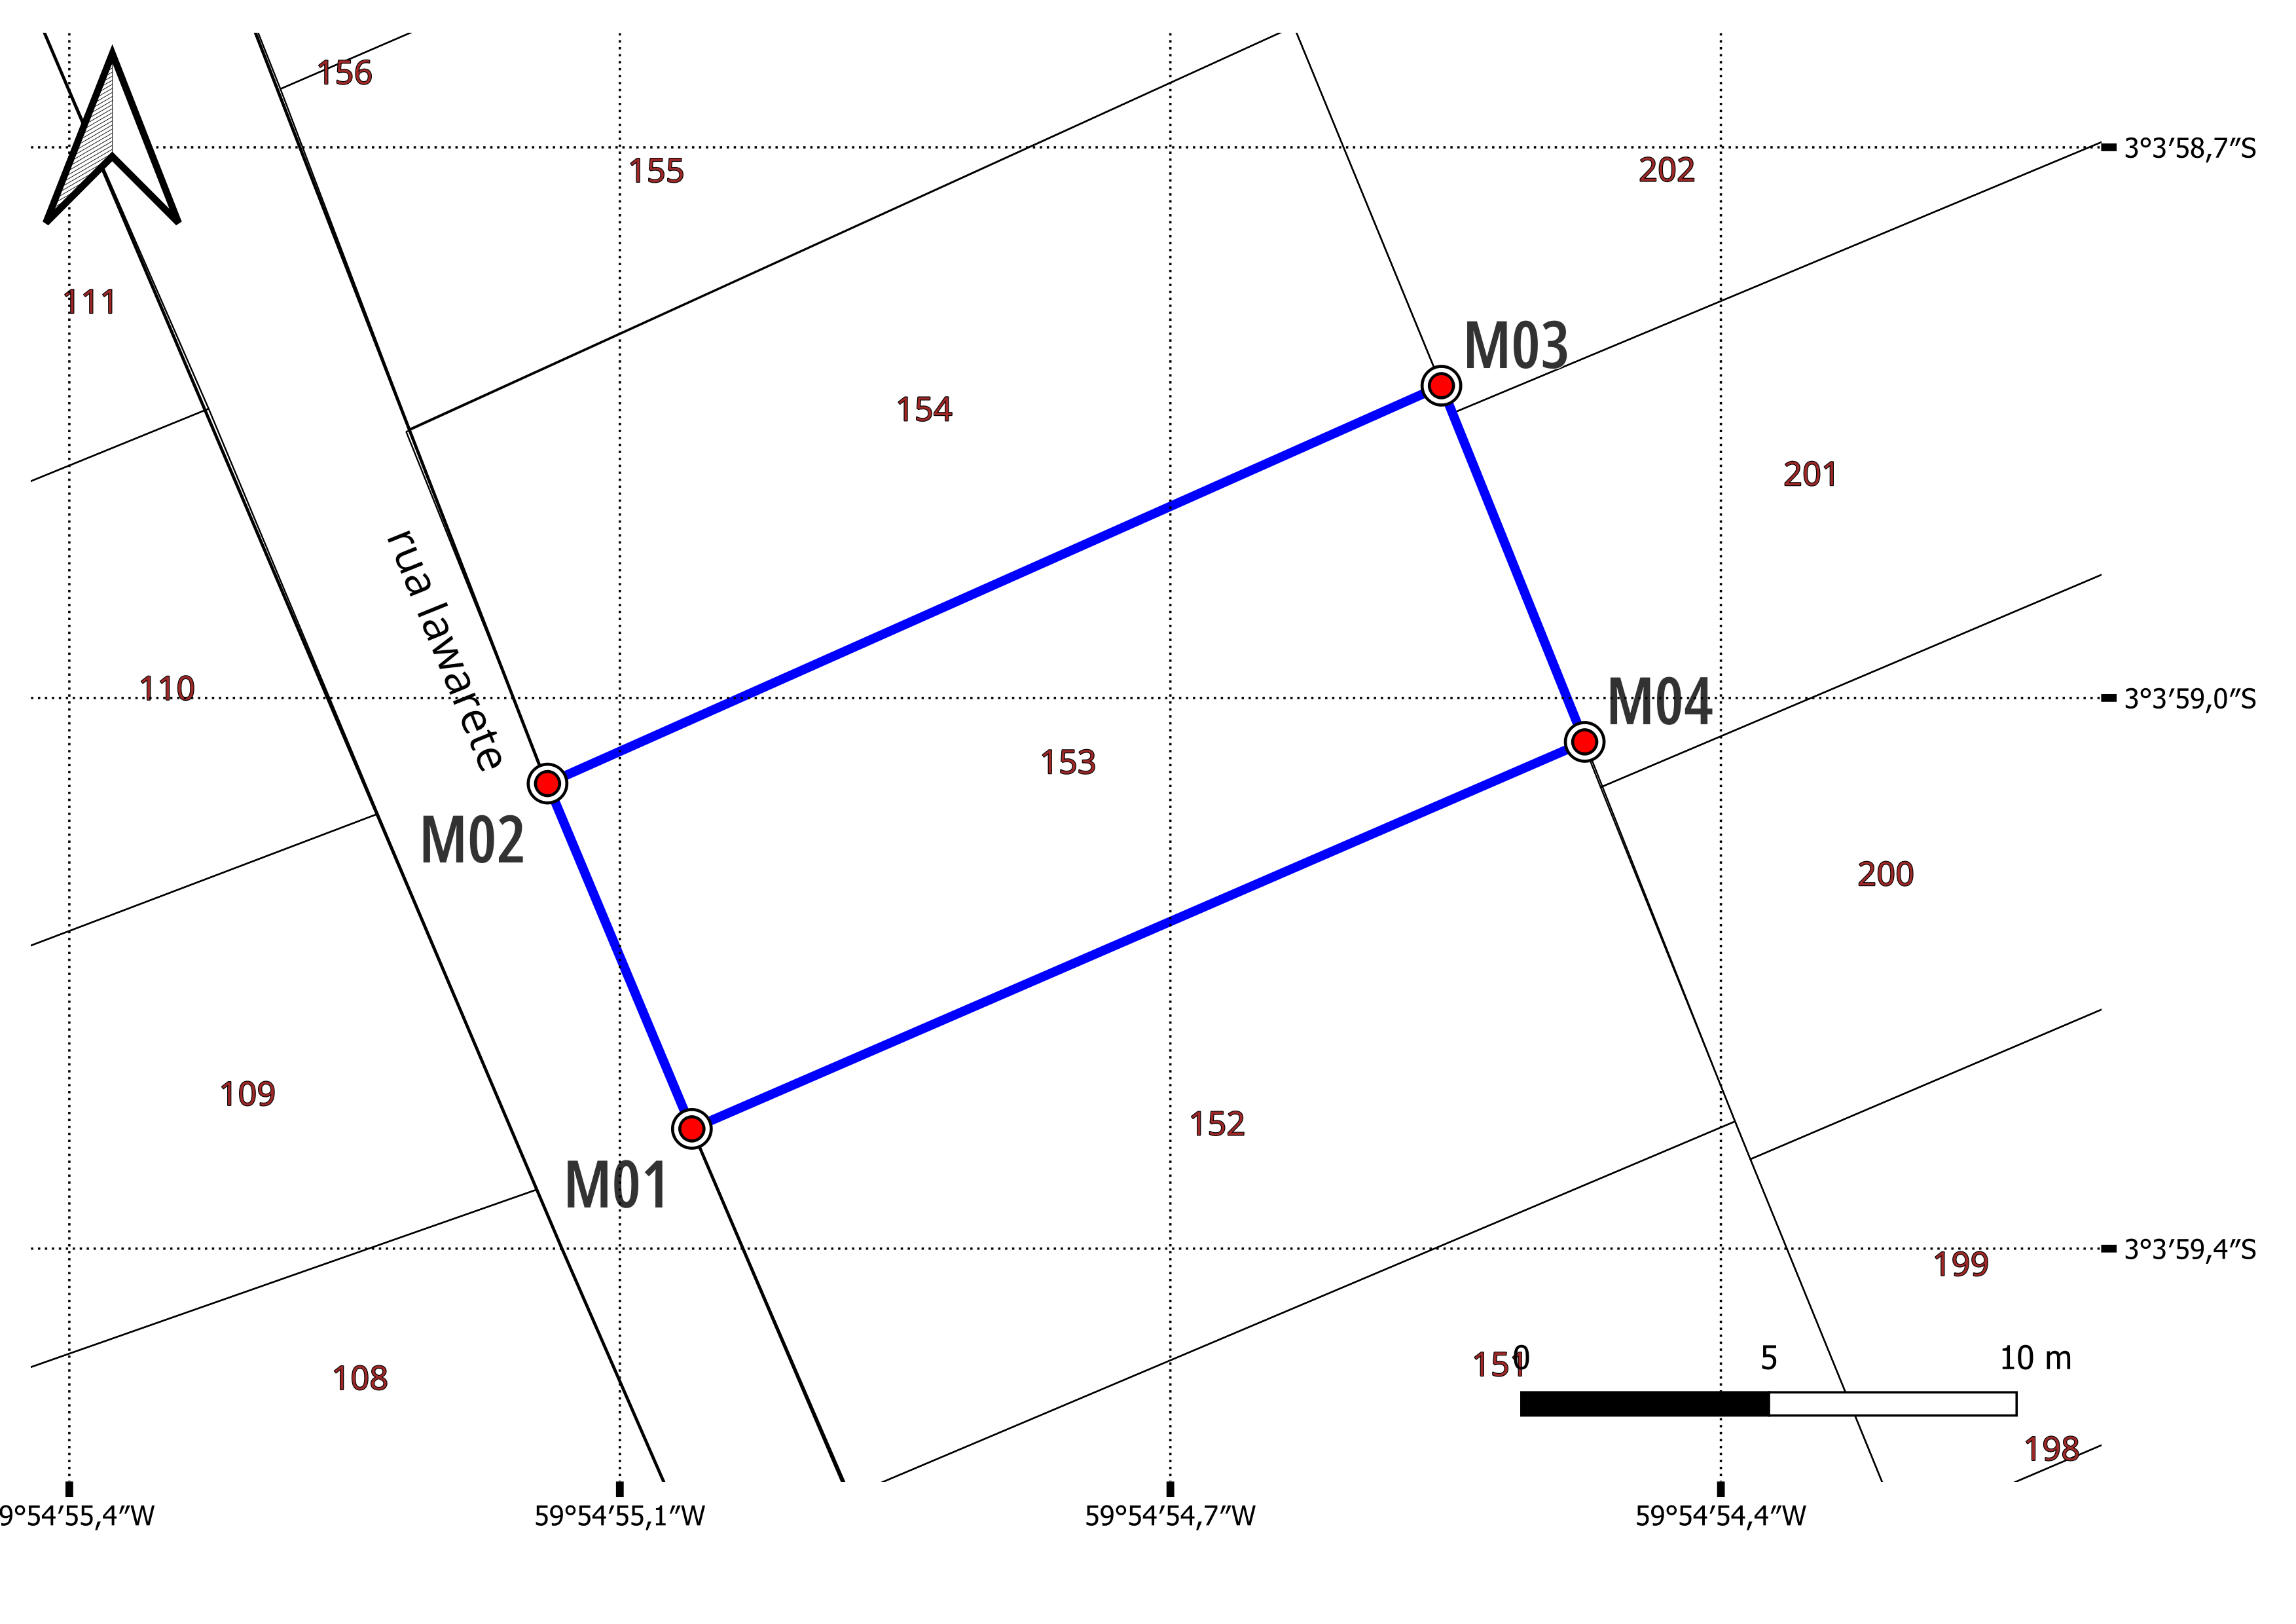 156
3°3′58,7″S
155
202
111
M03
154
201
rua Iawarete
110
M04
3°3′59,0″S
153
M02
200
109
152
M01
3°3′59,4″S
199
151
0 5 10 m
108
198
9°54′55,4″W
59°54′55,1″W
59°54′54,7″W
59°54′54,4″W